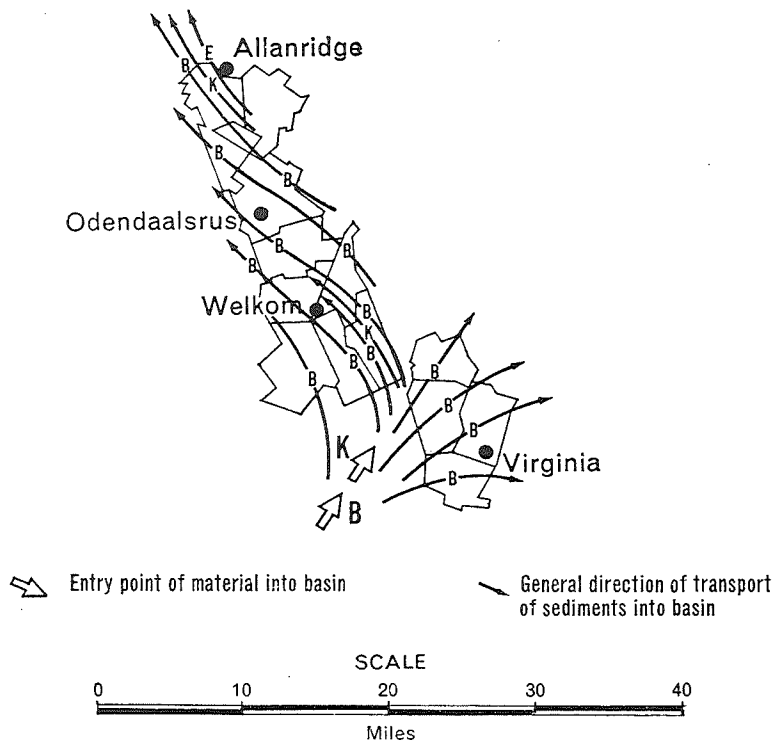 E
Allanridge
B
K
B
B
Odendaalsrus
B
B
B
Welkom
B
K
B
B
B
B
B
B
K
Virginia
B
B
Entry point of material into basin
General direction of transport
of sediments into basin
SCALE
0 10 20 30 40
Miles